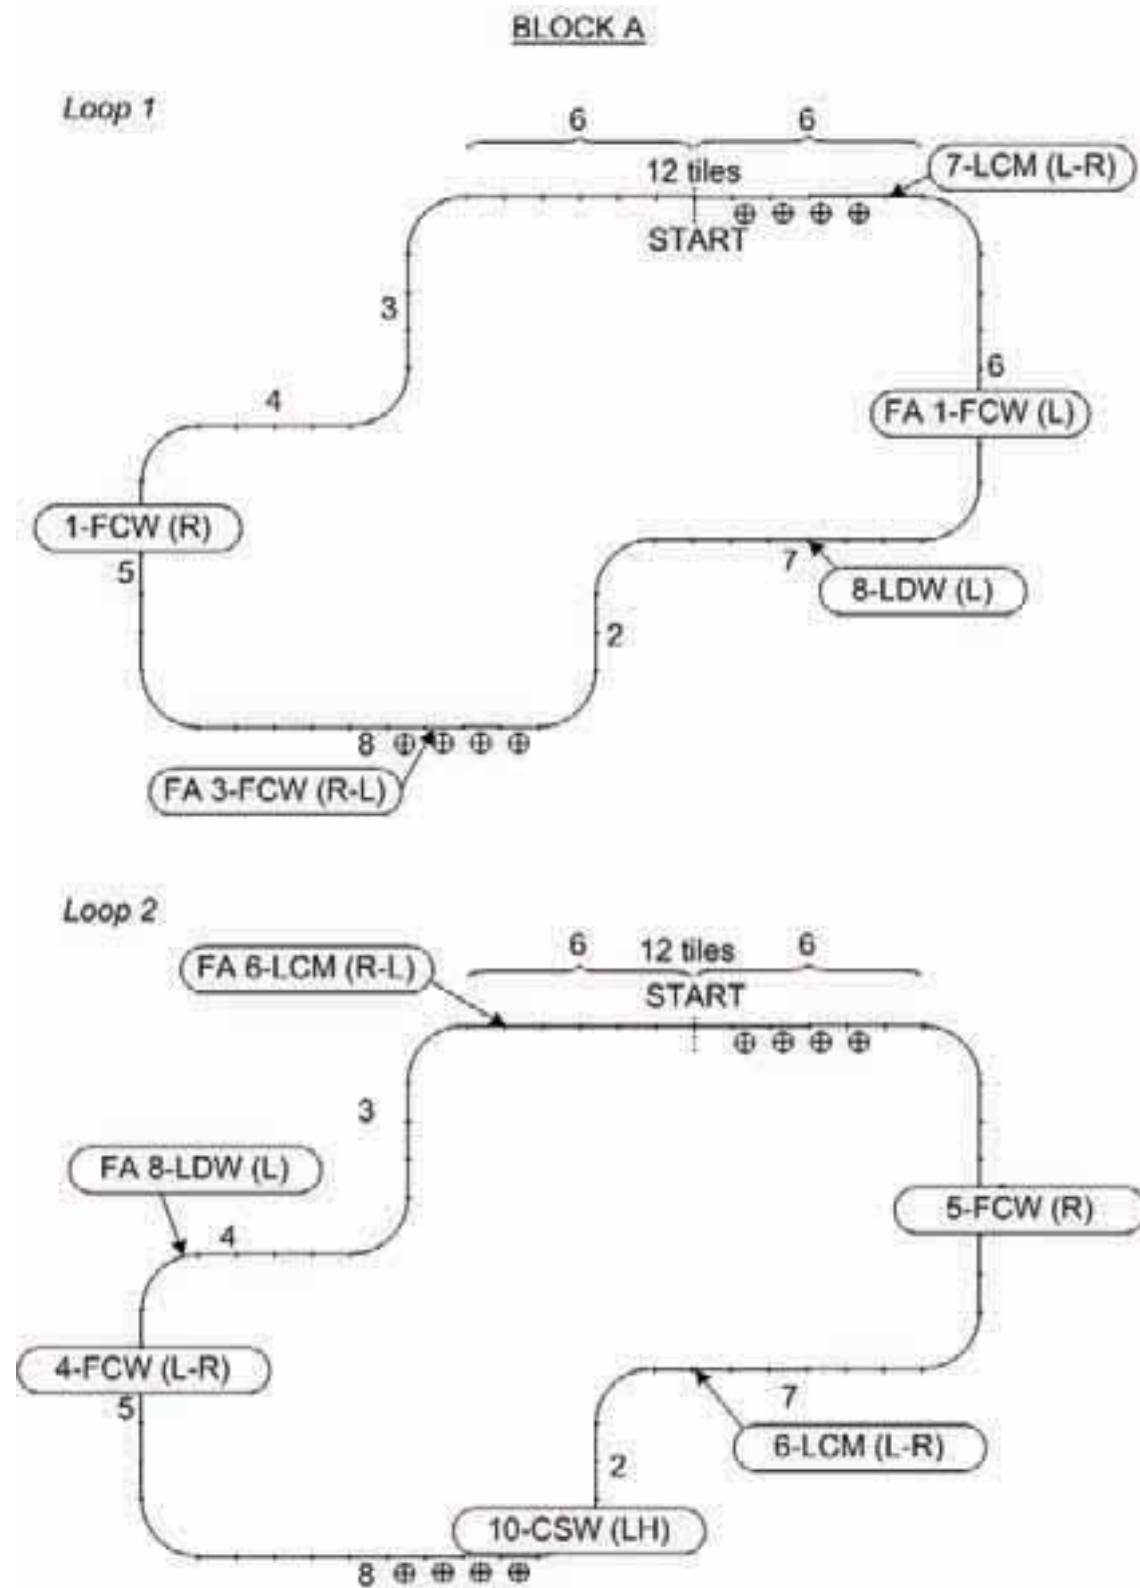 BLOCK A
Loop 1
6 6
12 tiles
7-LCM (L-R)
START
3
6
4
FA 1-FCW (L)
1-FCW (R)
5
7
8-LDW (L)
2
8
FA 3-FCW (R-L)
Loop 2
FA 6-LCM (R-L)
6 12 tiles 6
START
3
FA 8-LDW (L)
4
5-FCW (R)
4-FCW (L-R)
5
7
6-LCM (L-R)
2
10-CSW (LH)
8